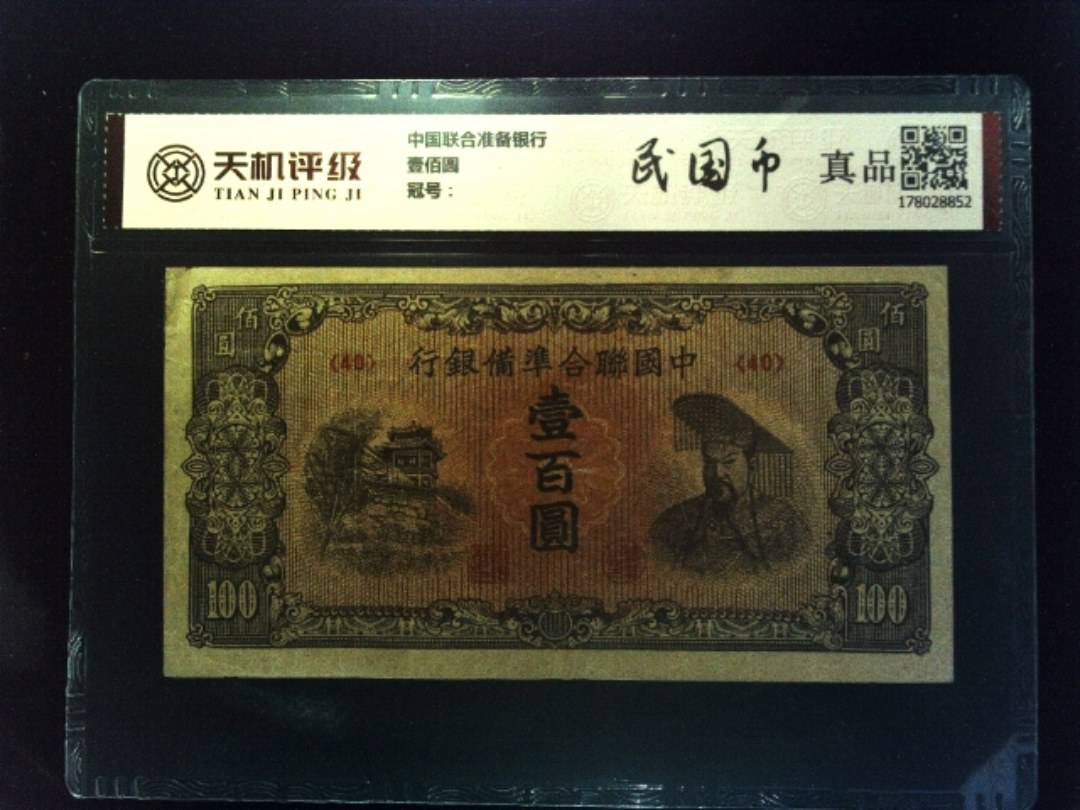 天机评级
TIAN JI PING JI
中国联合准备银行
壹佰圆
冠号：
民国币
真品
178028852
佰圆
佰圆
行銀備準合聯國中
(40)
(40)
壹百圓
100
100